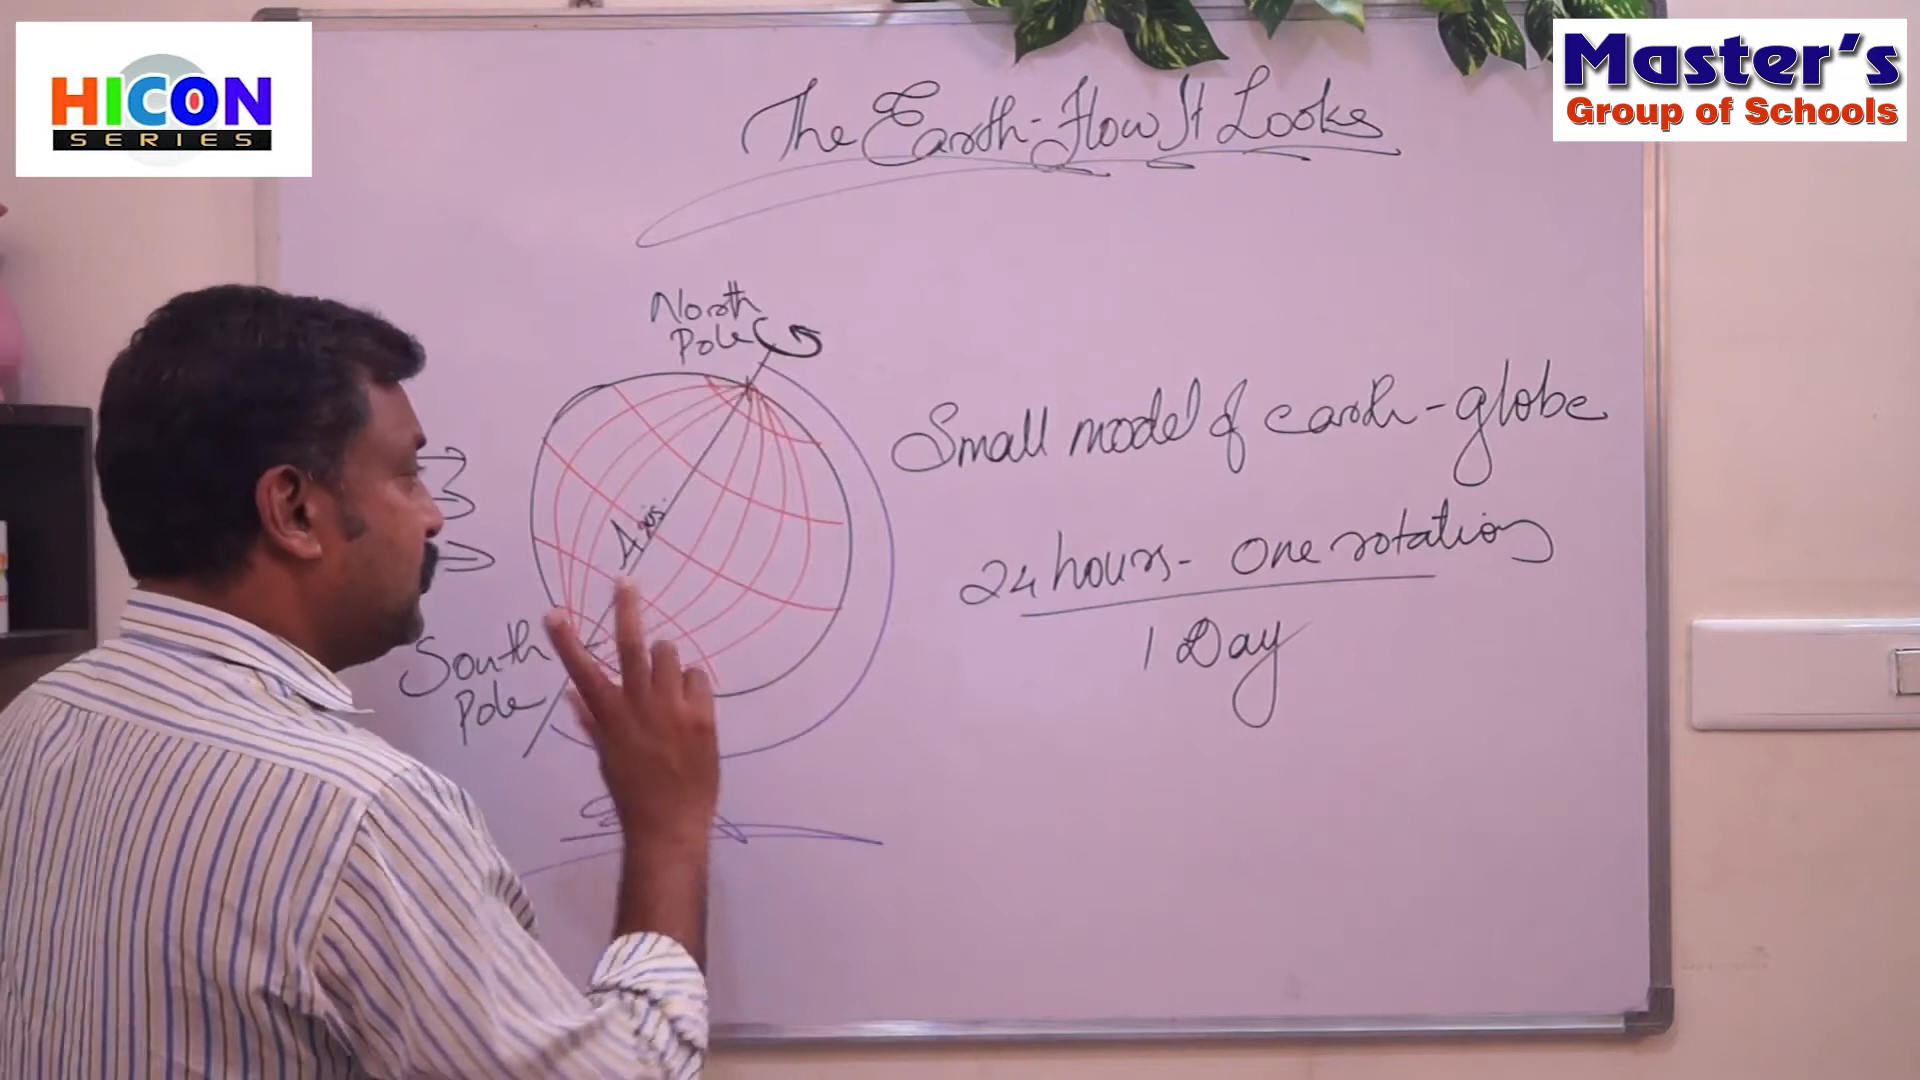 HICON
SERIES
Master's
Group of Schools
The Earth-How It Looks
North
Pole
Axis
South
Pole
Small model of earth-globe
24 hours- One rotation
1 Day